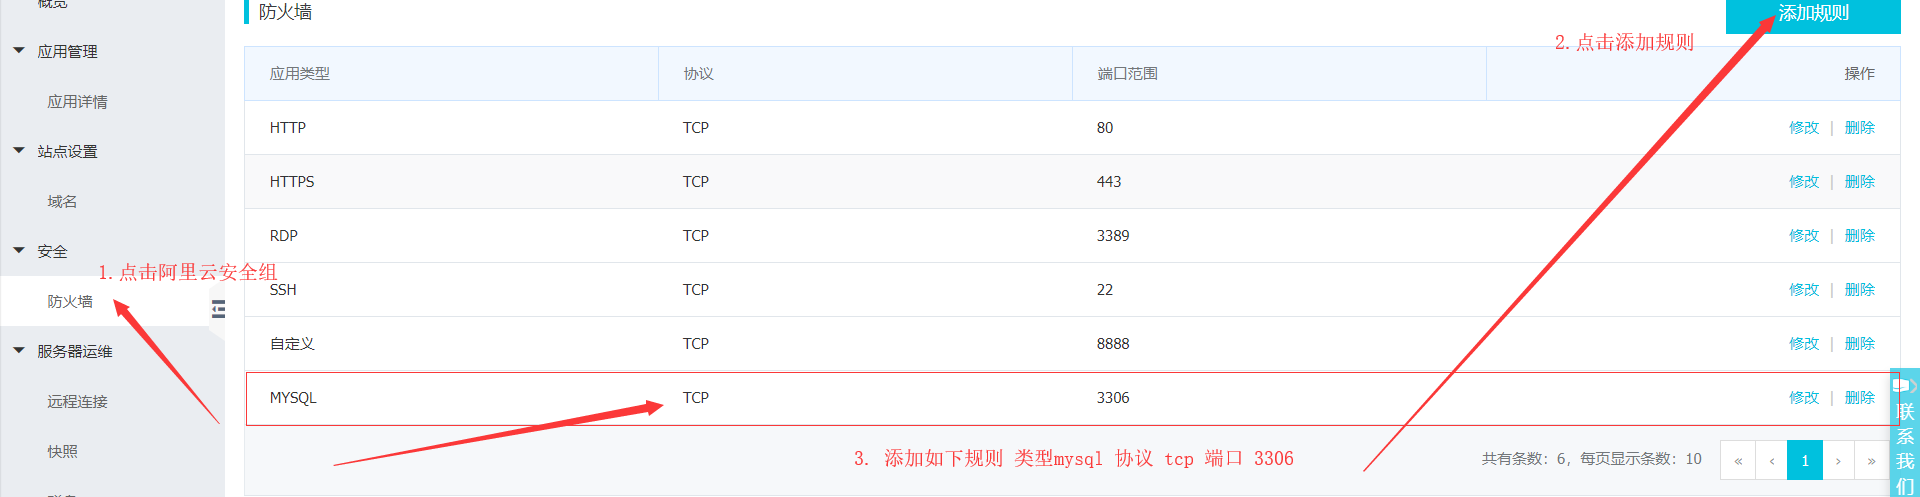 概览
防火墙
添加规则
2.点击添加规则
应用管理
应用类型 协议 端口范围 操作
应用详情
HTTP TCP 80 修改 | 删除
站点设置
HTTPS TCP 443 修改 | 删除
域名
RDP TCP 3389 修改 | 删除
安全
1.点击阿里云安全组
SSH TCP 22 修改 | 删除
防火墙
自定义 TCP 8888 修改 | 删除
服务器运维
MYSQL TCP 3306 修改 | 删除
远程连接
3. 添加如下规则 类型mysql 协议 tcp 端口 3306
共有条数：6，每页显示条数：10 « ‹ 1 › »
快照
联系我们